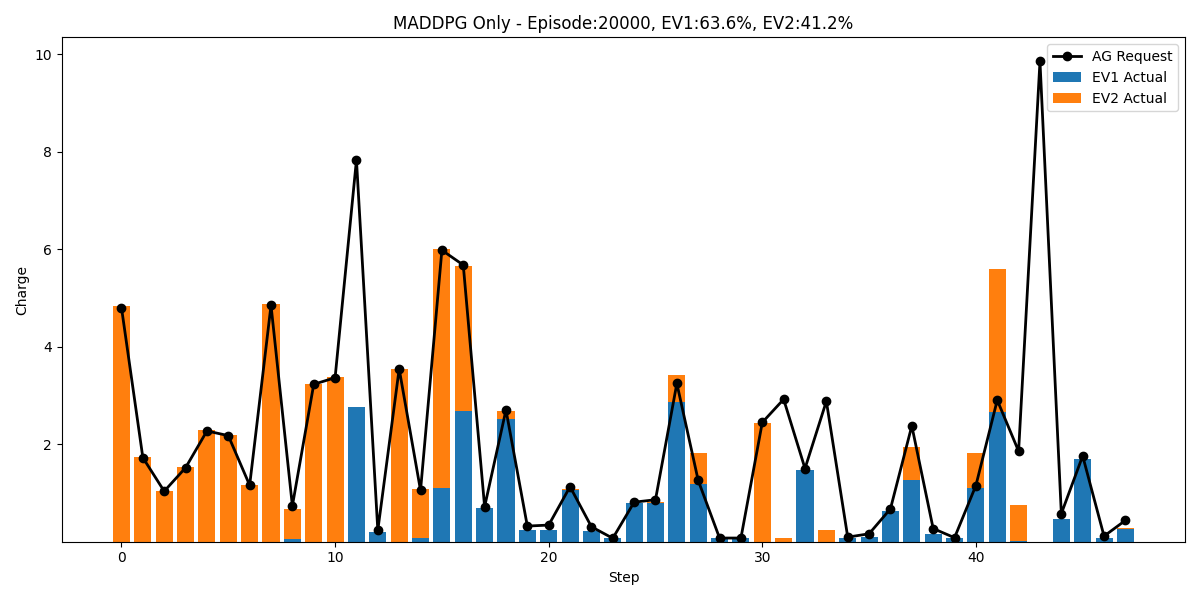 MADDPG Only - Episode:20000, EV1:63.6%, EV2:41.2%
AG Request
EV1 Actual
EV2 Actual
Charge
10
8
6
4
2
0
10
20
30
40
Step